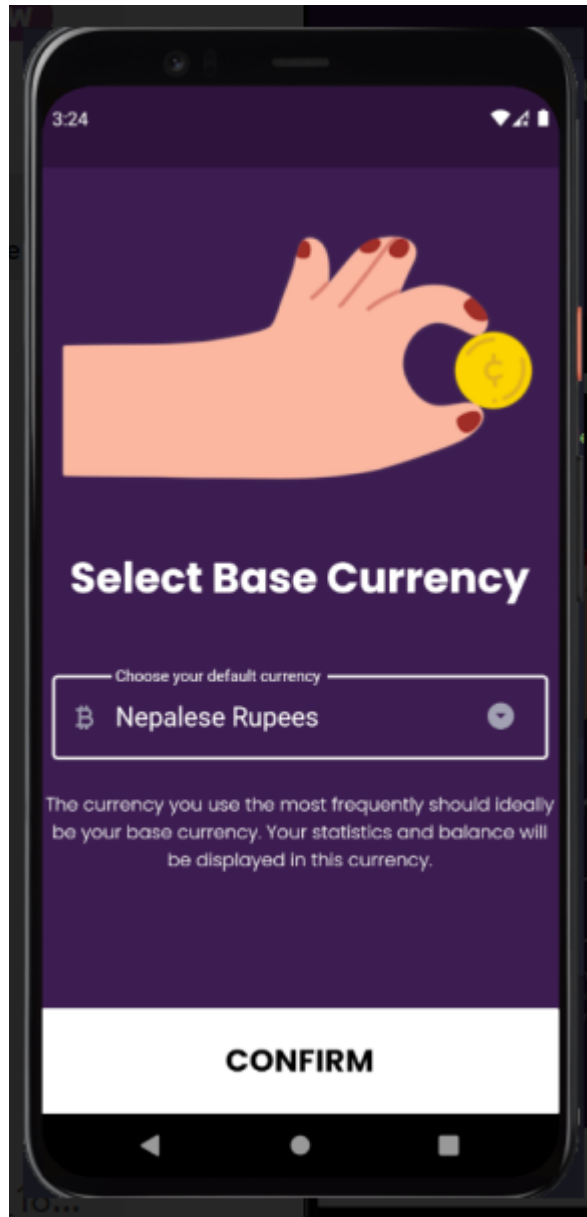 W
3:24
¢
Select Base Currency
Choose your default currency
₿ Nepalese Rupees
The currency you use the most frequently should ideally
be your base currency. Your statistics and balance will
be displayed in this currency.
CONFIRM